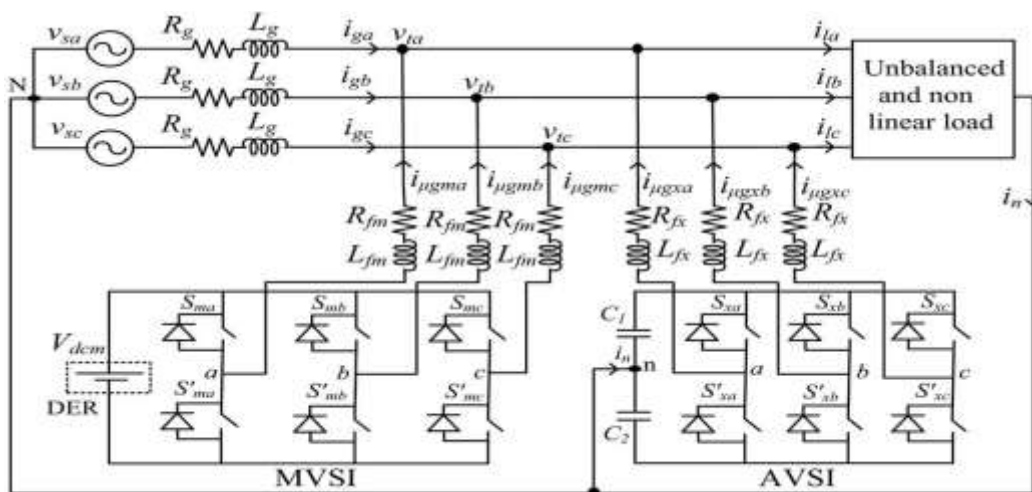 v_sa R_g L_g i_ga v_ta i_la
v_sb R_g L_g i_gb v_tb i_lb
v_sc R_g L_g i_gc v_tc i_lc
N
Unbalanced
and non
linear load
i_μgma i_μgmb i_μgmc i_μgxa i_μgxb i_μgxc i_n
R_fm R_fm R_fm R_fx R_fx R_fx
L_fm L_fm L_fm L_fx L_fx L_fx
S_ma S_mb S_mc C_1 S_xa S_xb S_xc
V_dcm a b c i_n n a b c
DER S'_ma S'_mb S'_mc C_2 S'_xa S'_xb S'_xc
MVSI AVSI